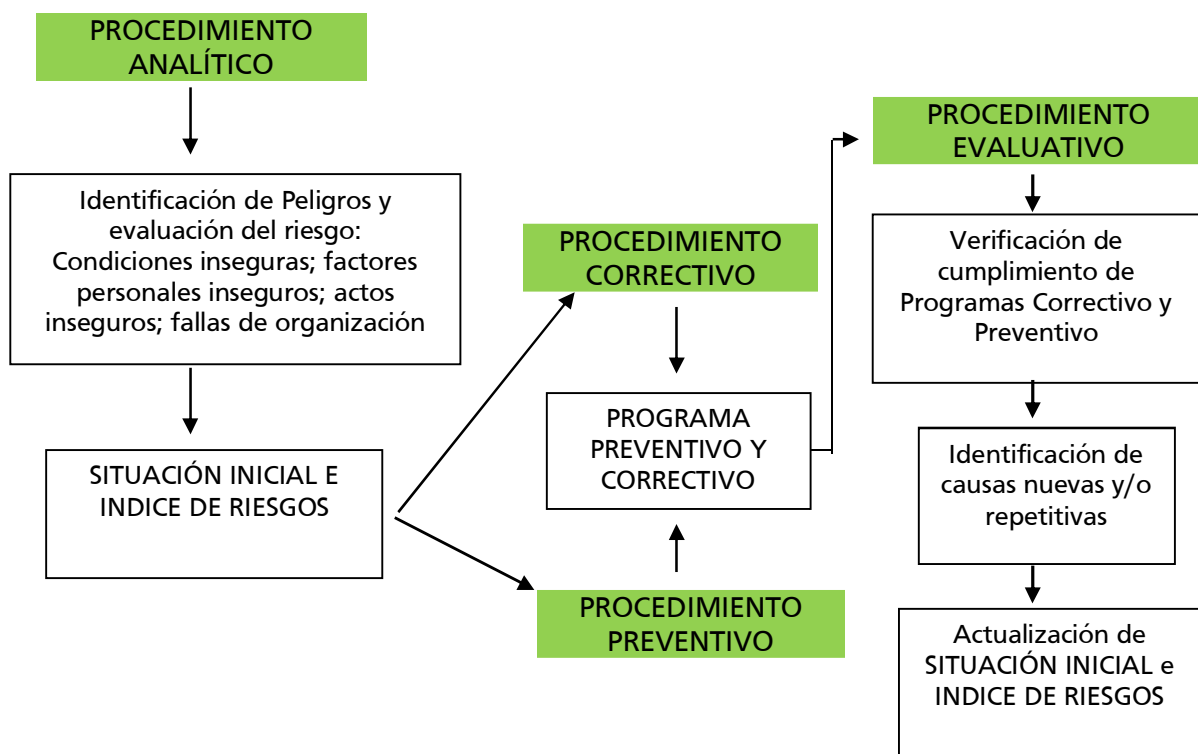 PROCEDIMIENTO
ANALÍTICO
Identificación de Peligros y
evaluación del riesgo:
Condiciones inseguras; factores
personales inseguros; actos
inseguros; fallas de organización
SITUACIÓN INICIAL E
INDICE DE RIESGOS
PROCEDIMIENTO
CORRECTIVO
PROGRAMA
PREVENTIVO Y
CORRECTIVO
PROCEDIMIENTO
PREVENTIVO
PROCEDIMIENTO
EVALUATIVO
Verificación de
cumplimiento de
Programas Correctivo y
Preventivo
Identificación de
causas nuevas y/o
repetitivas
Actualización de
SITUACIÓN INICIAL e
INDICE DE RIESGOS